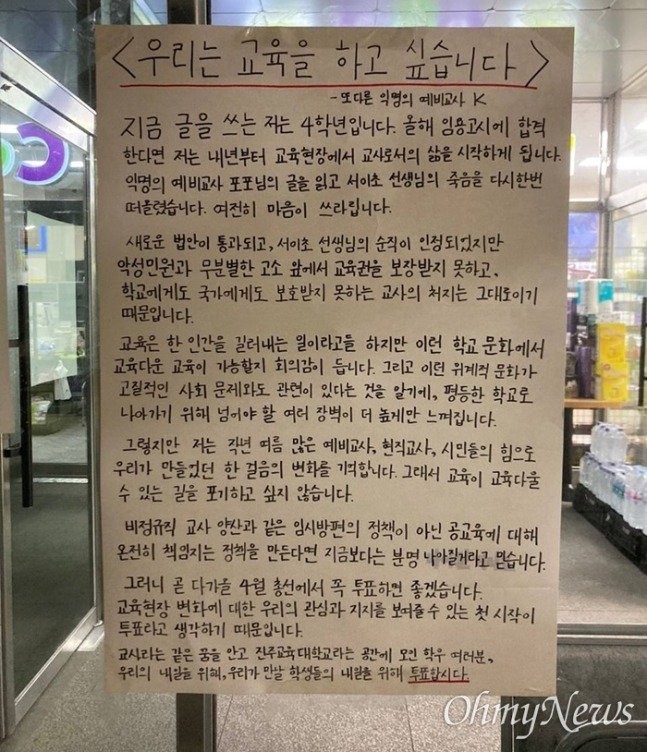 <우리는 교육을 하고 싶습니다>
- 또다른 익명의 예비교사 K
지금 글을 쓰는 저는 4학년입니다. 올해 임용고시에 합격
한다면 저는 내년부터 교육현장에서 교사로서의 삶을 시작하게 됩니다.
익명의 예비교사 포포님의 글을 읽고 서이초 선생님의 죽음을 다시한번
떠올렸습니다. 여전히 마음이 쓰라립니다.
새로운 법안이 통과되고, 서이초 선생님의 순직이 인정되었지만
악성민원과 무분별한 고소 앞에서 교육권을 보장받지 못하고,
학교에게도 국가에게도 보호받지 못하는 교사의 처지는 그대로이기
때문입니다.
교육은 한 인간을 길러내는 일이라고들 하지만 이런 학교 문화에서
교육다운 교육이 가능할지 회의감이 듭니다. 그리고 이런 위계적 문화가
고질적인 사회 문제와도 관련이 있다는 것을 알기에, 평등한 학교로
나아가기 위해 넘어야 할 여러 장벽이 더 높게만 느껴집니다.
그렇지만 저는 작년 여름 많은 예비교사, 현직교사, 시민들의 힘으로
우리가 만들었던 한 걸음의 변화를 기억합니다. 그래서 교육이 교육다울
수 있는 길을 포기하고 싶지 않습니다.
비정규직 교사 양산과 같은 임시방편의 정책이 아닌 공교육에 대해
온전히 책임지는 정책을 만든다면 지금보다는 분명 나아질거라고 믿습니다.
그러니 곧 다가올 4월 총선에서 꼭 투표하면 좋겠습니다.
교육현장 변화에 대한 우리의 관심과 지지를 보여줄 수 있는 첫 시작이
투표라고 생각하기 때문입니다.
교사라는 같은 꿈을 안고 진주교육대학교라는 공간에 모인 학우 여러분,
우리의 내일을 위해, 우리가 만날 학생들의 내일을 위해 투표합시다.
OhmyNews